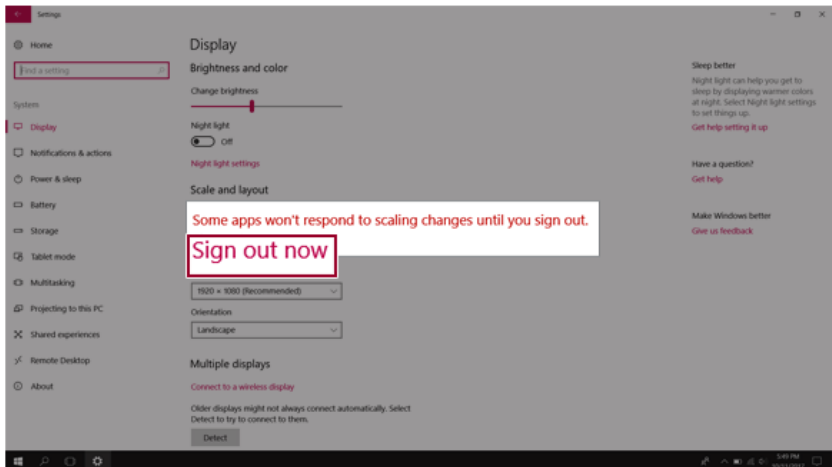 Settings
Home
Find a setting
System
Display
Notifications & actions
Power & sleep
Battery
Storage
Tablet mode
Multitasking
Projecting to this PC
Shared experiences
Remote Desktop
About
Display
Brightness and color
Change brightness
Night light
Off
Night light settings
Scale and layout
Some apps won't respond to scaling changes until you sign out.
Sign out now
1920 × 1080 (Recommended)
Orientation
Landscape
Multiple displays
Connect to a wireless display
Older displays might not always connect automatically. Select
Detect to try to connect to them.
Detect
Sleep better
Night light can help you get to
sleep by displaying warmer colors
at night. Select Night light settings
to set things up.
Get help setting it up
Have a question?
Get help
Make Windows better
Give us feedback
5:49 PM